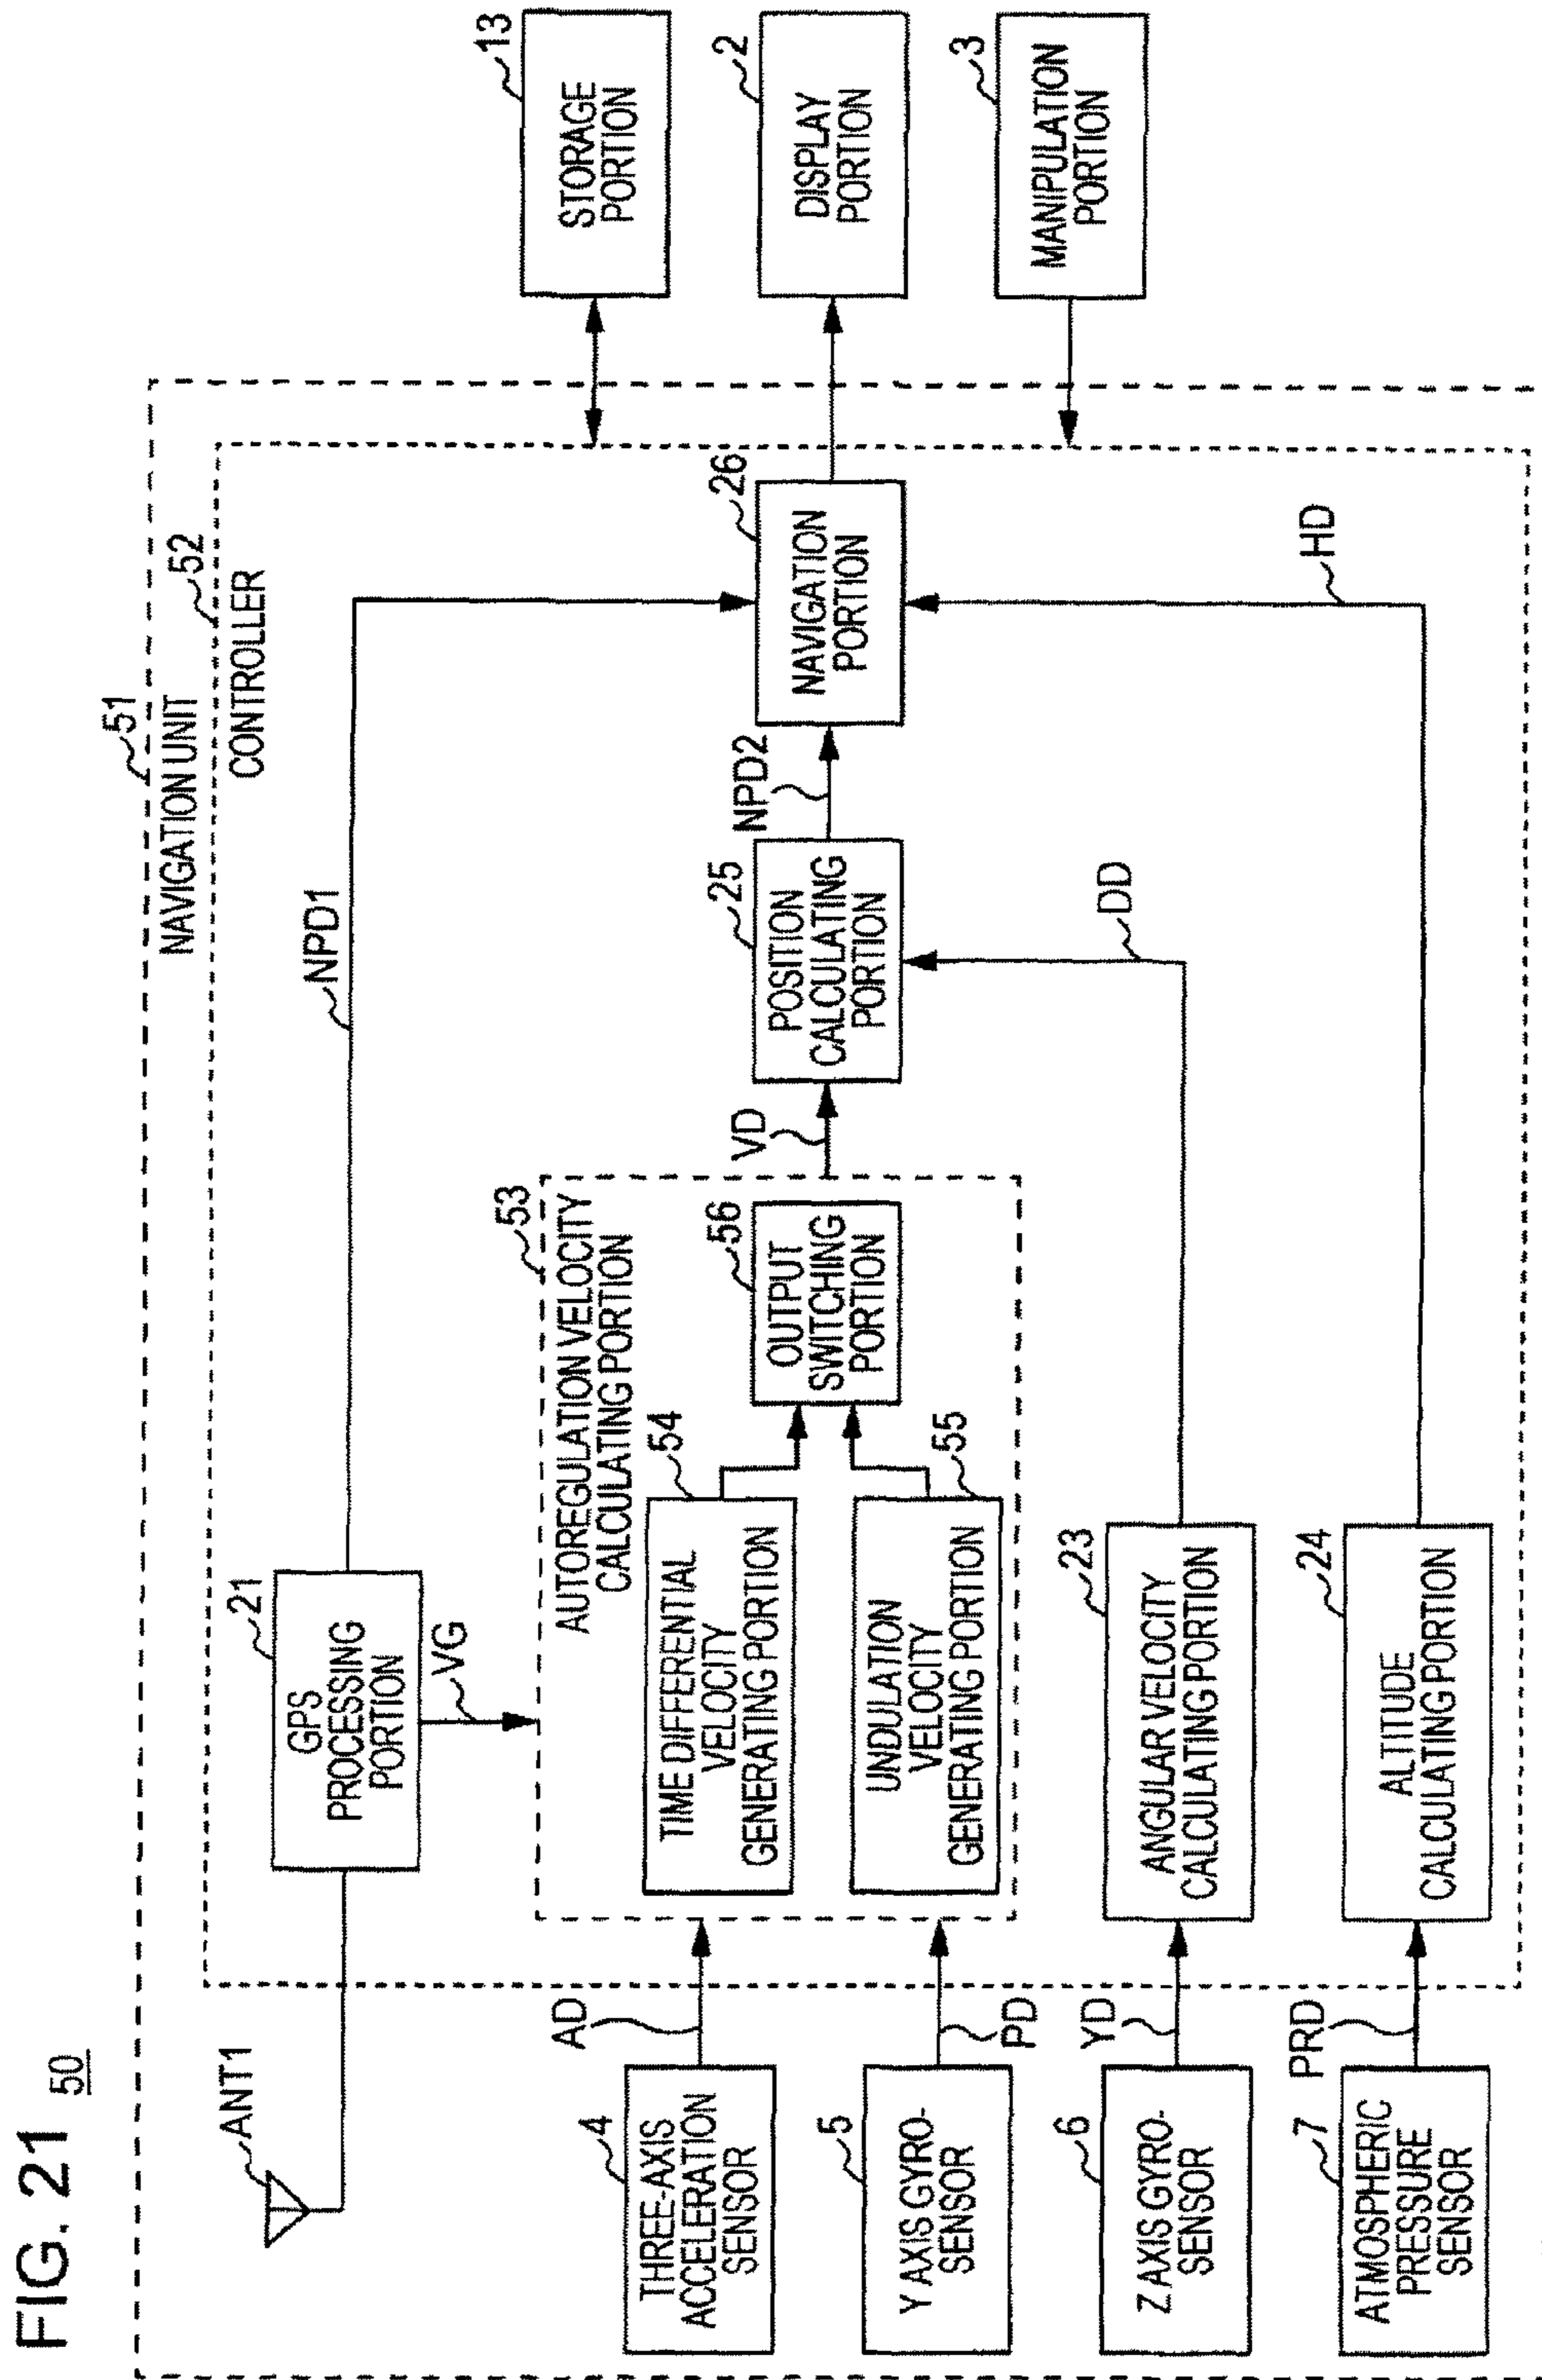 FIG. 21
50
51
NAVIGATION UNIT
52
CONTROLLER
ANT1
21
GPS
PROCESSING
PORTION
NPD1
VG
53
AUTOREGULATION VELOCITY
CALCULATING PORTION
4
THREE-AXIS
ACCELERATION
SENSOR
AD
54
TIME DIFFERENTIAL
VELOCITY
GENERATING PORTION
56
OUTPUT
SWITCHING
PORTION
VD
25
POSITION
CALCULATING
PORTION
NPD2
26
NAVIGATION
PORTION
5
Y AXIS GYRO-
SENSOR
PD
55
UNDULATION
VELOCITY
GENERATING PORTION
6
Z AXIS GYRO-
SENSOR
YD
23
ANGULAR VELOCITY
CALCULATING PORTION
DD
7
ATMOSPHERIC
PRESSURE
SENSOR
PRD
24
ALTITUDE
CALCULATING PORTION
HD
13
STORAGE
PORTION
2
DISPLAY
PORTION
3
MANIPULATION
PORTION